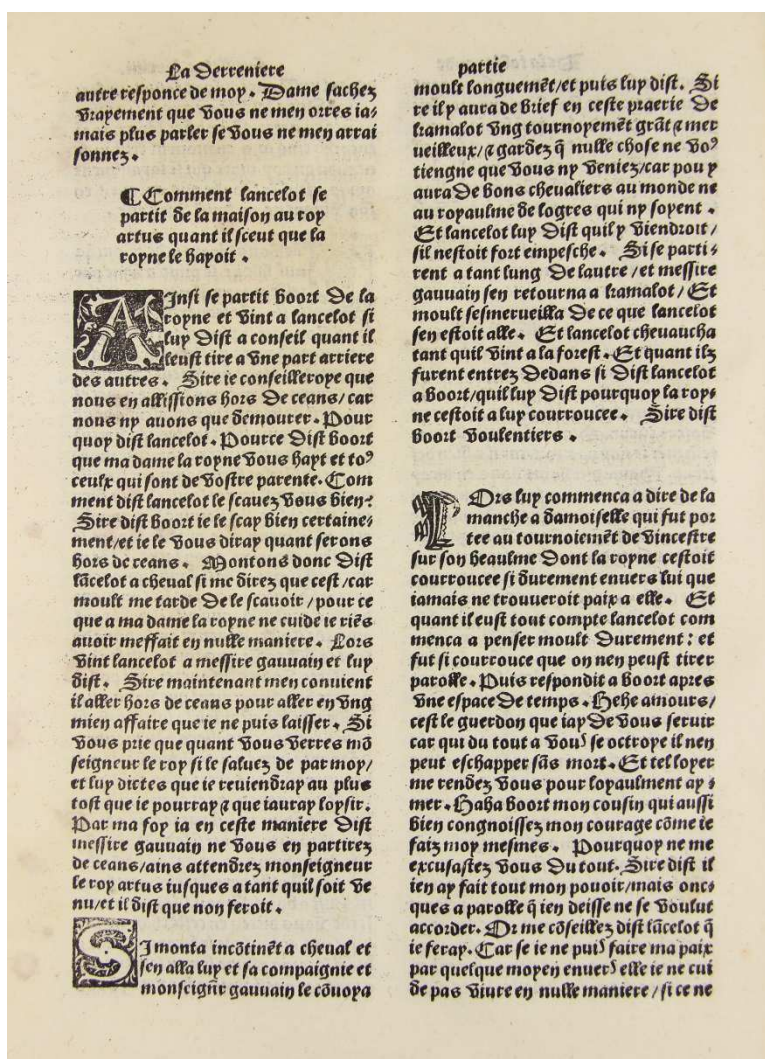 La Derreniere
autre responce de moy. Dame sachez
vrayement que vous ne men orres ia-
mais plus parler se vous ne men arrai
sonnez.
¶Comment lancelot se
partit de la maison au roy
artus quant il sceut que la
royne le hayoit.
AInsi se partit boort de la
royne et vint a lancelot si
luy dist a conseil quant il
leust tire a vne part arriere
des autres. Sire ie conseilleroye que
nous en allissions hors de ceans/car
nous ny auons que demourer. Pour
quoy dist lancelot. Pource dist boort
que ma dame la royne vous hayt et toꝰ
ceulx qui sont de vostre parente. Com
ment dist lancelot le scauez vous bien?
Sire dist boort ie le scay bien certaine-
ment/et ie le vous diray quant serons
hors de ceans. Montons donc dist
lācelot a cheual si me direz que cest/car
moult me tarde de le scauoir/pour ce
que a ma dame la royne ne cuide ie riēs
auoir meffait en nulle maniere. Lors
vint lancelot a messire gauuain et luy
dist. Sire maintenant men conuient
il aller hors de ceans pour aller en vng
mien affaire que ie ne puis laisser. Si
vous prie que quant vous verres mō
seigneur le roy si le saluez de par moy/
et luy dictes que ie reuiendray au plus
tost que ie pourray ⁊ que iauray loysir.
Par ma foy ia en ceste maniere dist
messire gauuain ne vous en partirez
de ceans/ains attendrez monseigneur
le roy artus iusques a tant quil soit ve
nu/et il dist que non feroit.
SI monta incōtinēt a cheual et
sen alla luy et sa compaignie et
monseigñr gauuain le cōuoya
partie
moult longuemēt/et puis luy dist. Si
re il y aura de brief en ceste praerie de
kamalot vng tournoyemēt grāt ⁊ mer
ueilleux/⁊ gardez q̄ nulle chose ne voꝰ
tiengne que vous ny veniez/car pou y
aura de bons cheualiers au monde ne
au royaulme de logres qui ny soyent.
Et lancelot luy dist quil y viendroit/
sil nestoit fort empesche. Si se parti-
rent a tant lung de lautre/et messire
gauuain sen retourna a kamalot/Et
moult sesmerueilla de ce que lancelot
sen estoit alle. Et lancelot cheuaucha
tant quil vint a la forest. Et quant ilz
furent entrez dedans si dist lancelot
a boort/quil luy dist pourquoy la roy-
ne cestoit a luy courroucee. Sire dist
boort voulentiers.
LOrs luy commenca a dire de la
manche a damoiselle qui fut por
tee au tournoiemēt de vincestre
sur son heaulme dont la royne cestoit
courroucee si durement enuers lui que
iamais ne trouueroit paix a elle. Et
quant il eust tout compte lancelot com
menca a penser moult durement: et
fut si courrouce que on nen peust tirer
parolle. Puis respondit a boort apres
vne espace de temps. Hehe amours/
cest le guerdon que iay de vous seruir
car qui du tout a vous se octroye il nen
peut eschapper sās mort. Et tel loyer
me rendez vous pour loyaulment ay-
mer. Haha boort mon cousin qui aussi
bien congnoissez mon courage cōme ie
faiz moy mesmes. Pourquoy ne me
excusastez vous du tout. Sire dist il
ien ay fait tout mon pouoir/mais onc-
ques a parolle q̄ ien deisse ne se voulut
accorder. Or me cōseillez dist lācelot q̄
ie feray. Car se ie ne puis faire ma paix
par quelque moyen enuers elle ie ne cui
de pas viure en nulle maniere/si ce ne